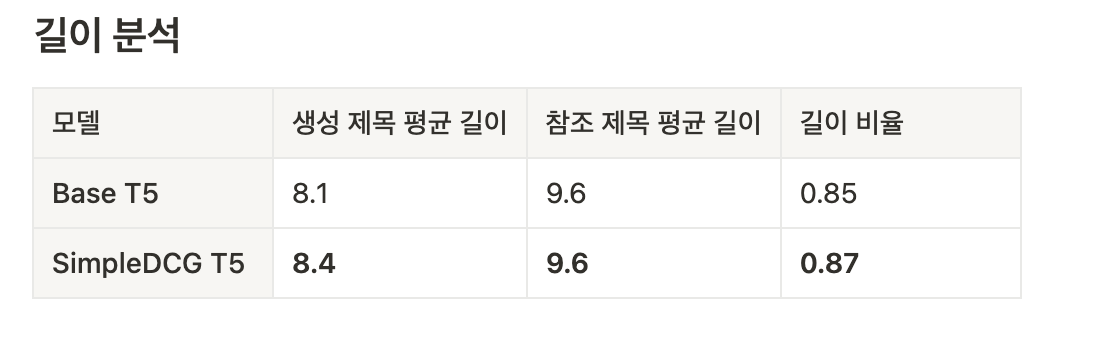 길이 분석
모델 생성 제목 평균 길이 참조 제목 평균 길이 길이 비율
Base T5 8.1 9.6 0.85
SimpleDCG T5 8.4 9.6 0.87